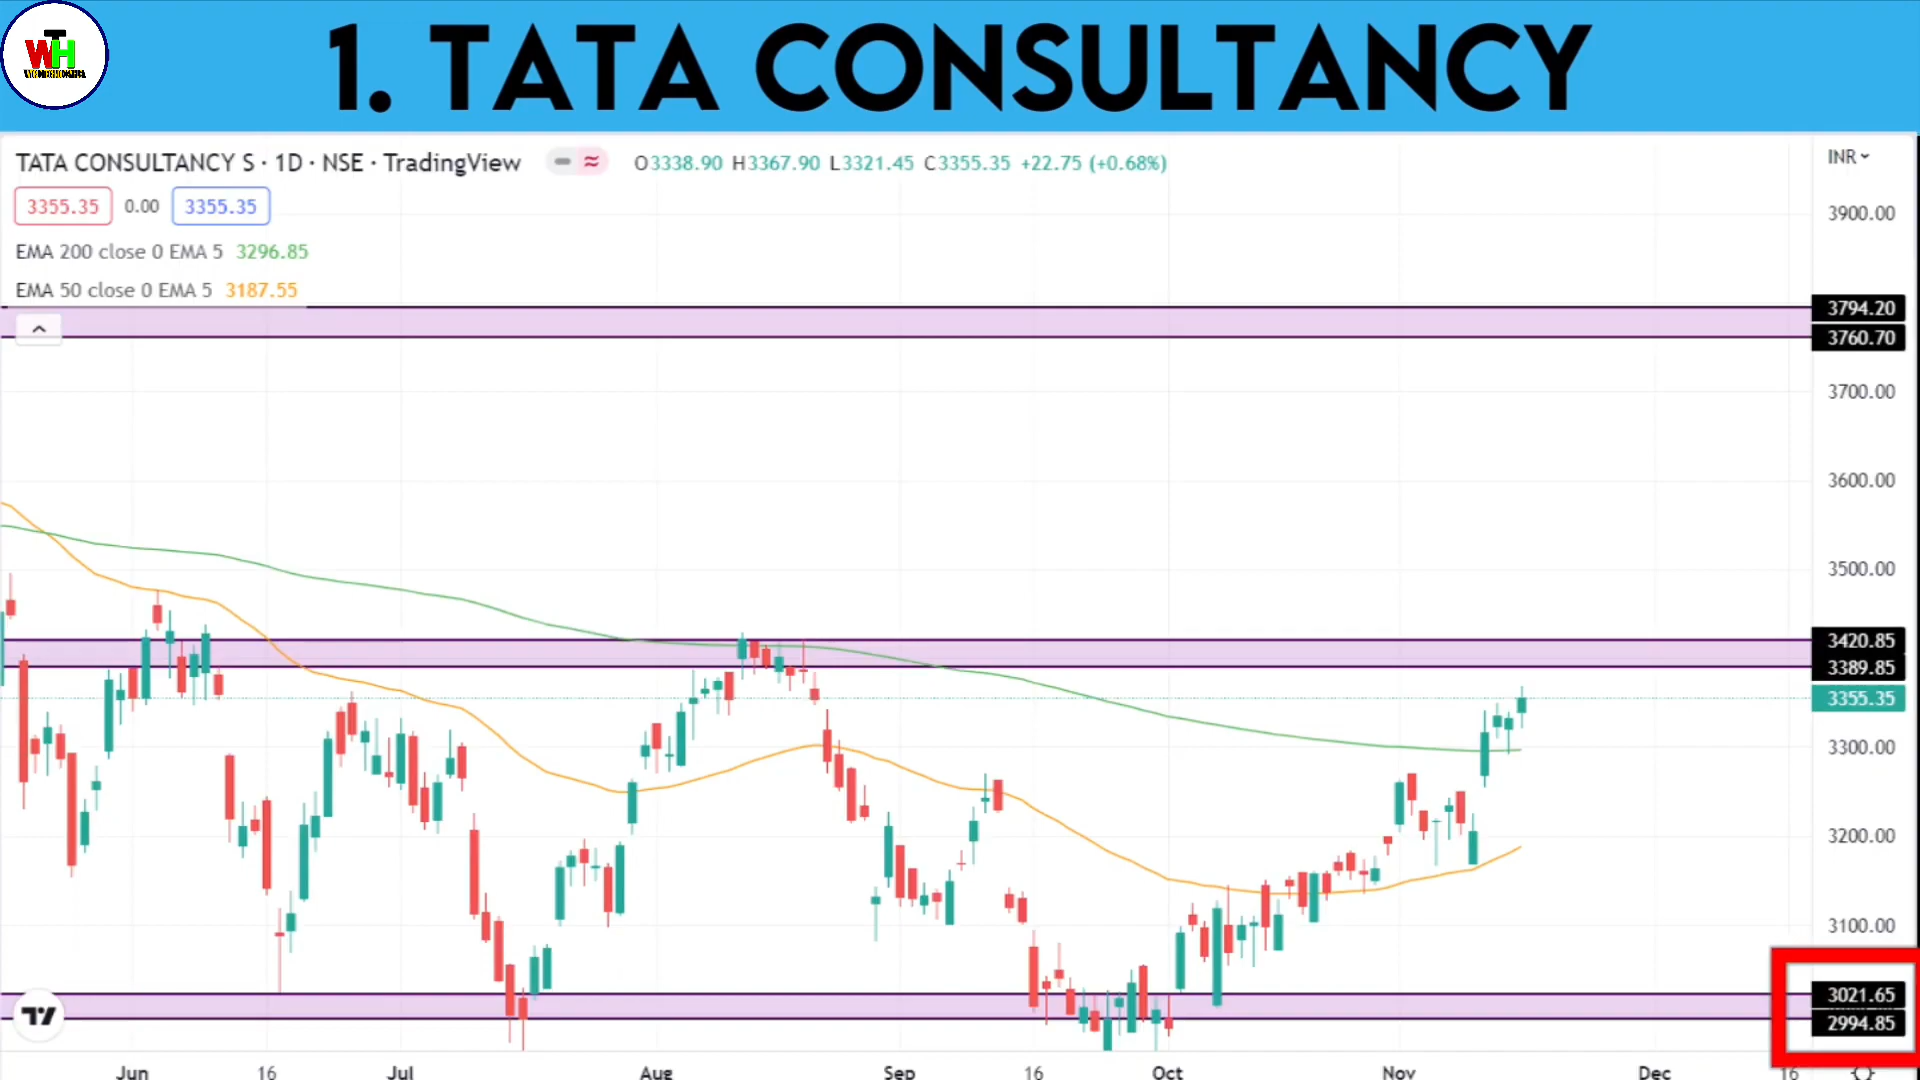 WTH
1. TATA CONSULTANCY
TATA CONSULTANCY S · 1D · NSE · TradingView
O3338.90 H3367.90 L3321.45 C3355.35 +22.75 (+0.68%)
INR
3355.35 0.00 3355.35
EMA 200 close 0 EMA 5 3296.85
EMA 50 close 0 EMA 5 3187.55
3900.00
3794.20
3760.70
3700.00
3600.00
3500.00
3420.85
3389.85
3355.35
3300.00
3200.00
3100.00
3021.65
2994.85
Jun 16 Jul Aug Sep 16 Oct Nov Dec 16